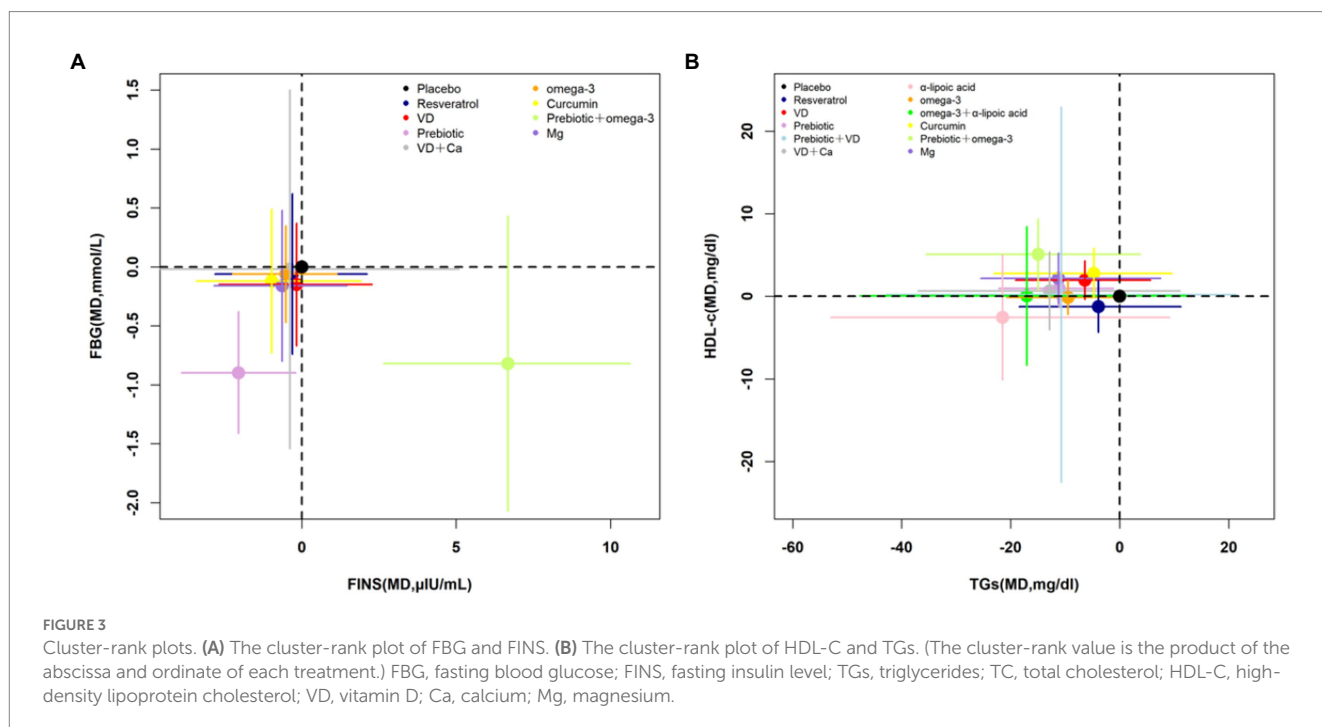 A
1.5
1.0
0.5
0.0
-0.5
-1.0
-1.5
-2.0
FBG(MD,mmol/L)
Placebo
Resveratrol
VD
Prebiotic
VD+Ca
omega-3
Curcumin
Prebiotic+omega-3
Mg
0
5
10
FINS(MD,μIU/mL)
B
20
10
0
-10
-20
HDL-c(MD,mg/dl)
Placebo
Resveratrol
VD
Prebiotic
Prebiotic+VD
VD+Ca
α-lipoic acid
omega-3
omega-3+α-lipoic acid
Curcumin
Prebiotic+omega-3
Mg
-60
-40
-20
0
20
TGs(MD,mg/dl)
FIGURE 3
Cluster-rank plots. (A) The cluster-rank plot of FBG and FINS. (B) The cluster-rank plot of HDL-C and TGs. (The cluster-rank value is the product of the
abscissa and ordinate of each treatment.) FBG, fasting blood glucose; FINS, fasting insulin level; TGs, triglycerides; TC, total cholesterol; HDL-C, high-
density lipoprotein cholesterol; VD, vitamin D; Ca, calcium; Mg, magnesium.